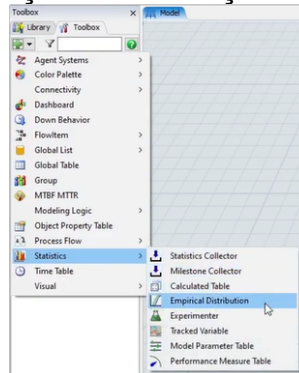 Toolbox
Model
Library
Toolbox
Agent Systems
Color Palette
Connectivity
Dashboard
Down Behavior
FlowItem
Global List
Global Table
Group
MTBF MTTR
Modeling Logic
Object Property Table
Process Flow
Statistics
Time Table
Visual
Statistics Collector
Milestone Collector
Calculated Table
Empirical Distribution
Experimenter
Tracked Variable
Model Parameter Table
Performance Measure Table